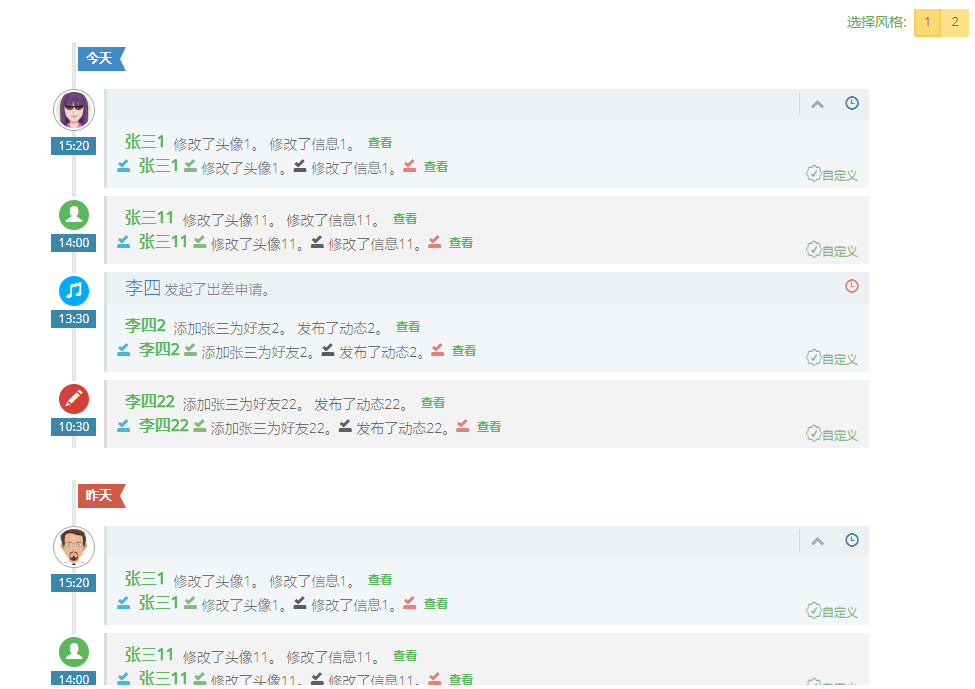 选择风格: 1 2
今天
15:20
张三1 修改了头像1。 修改了信息1。 查看
张三1 修改了头像1。 修改了信息1。 查看
自定义
14:00
张三11 修改了头像11。 修改了信息11。 查看
张三11 修改了头像11。 修改了信息11。 查看
自定义
13:30
李四 发起了出差申请。
李四2 添加张三为好友2。 发布了动态2。 查看
李四2 添加张三为好友2。 发布了动态2。 查看
自定义
10:30
李四22 添加张三为好友22。 发布了动态22。 查看
李四22 添加张三为好友22。 发布了动态22。 查看
自定义
昨天
15:20
张三1 修改了头像1。 修改了信息1。 查看
张三1 修改了头像1。 修改了信息1。 查看
自定义
14:00
张三11 修改了头像11。 修改了信息11。 查看
张三11 修改了头像11。 修改了信息11。 查看